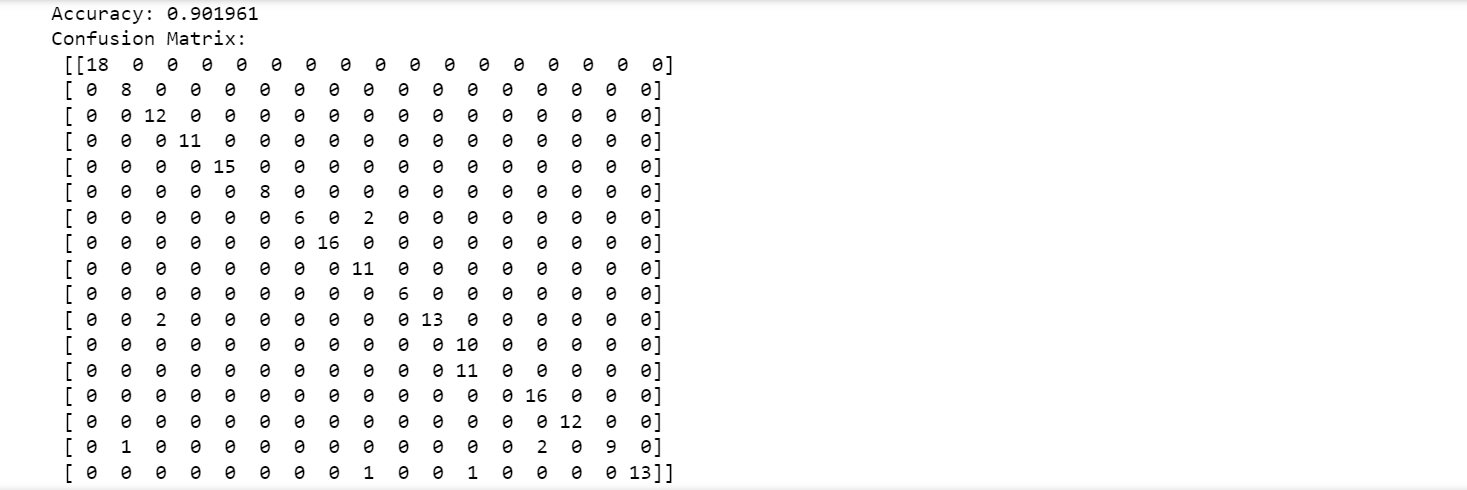 Accuracy: 0.901961
Confusion Matrix:
[[18 0 0 0 0 0 0 0 0 0 0 0 0 0 0 0 0]
[ 0 8 0 0 0 0 0 0 0 0 0 0 0 0 0 0 0]
[ 0 0 12 0 0 0 0 0 0 0 0 0 0 0 0 0 0]
[ 0 0 0 11 0 0 0 0 0 0 0 0 0 0 0 0 0]
[ 0 0 0 0 15 0 0 0 0 0 0 0 0 0 0 0 0]
[ 0 0 0 0 0 8 0 0 0 0 0 0 0 0 0 0 0]
[ 0 0 0 0 0 0 6 0 2 0 0 0 0 0 0 0 0]
[ 0 0 0 0 0 0 0 16 0 0 0 0 0 0 0 0 0]
[ 0 0 0 0 0 0 0 0 11 0 0 0 0 0 0 0 0]
[ 0 0 0 0 0 0 0 0 0 6 0 0 0 0 0 0 0]
[ 0 0 2 0 0 0 0 0 0 0 13 0 0 0 0 0 0]
[ 0 0 0 0 0 0 0 0 0 0 0 10 0 0 0 0 0]
[ 0 0 0 0 0 0 0 0 0 0 0 11 0 0 0 0 0]
[ 0 0 0 0 0 0 0 0 0 0 0 0 0 16 0 0 0]
[ 0 0 0 0 0 0 0 0 0 0 0 0 0 0 12 0 0]
[ 0 1 0 0 0 0 0 0 0 0 0 0 0 2 0 9 0]
[ 0 0 0 0 0 0 0 0 1 0 0 1 0 0 0 0 13]]